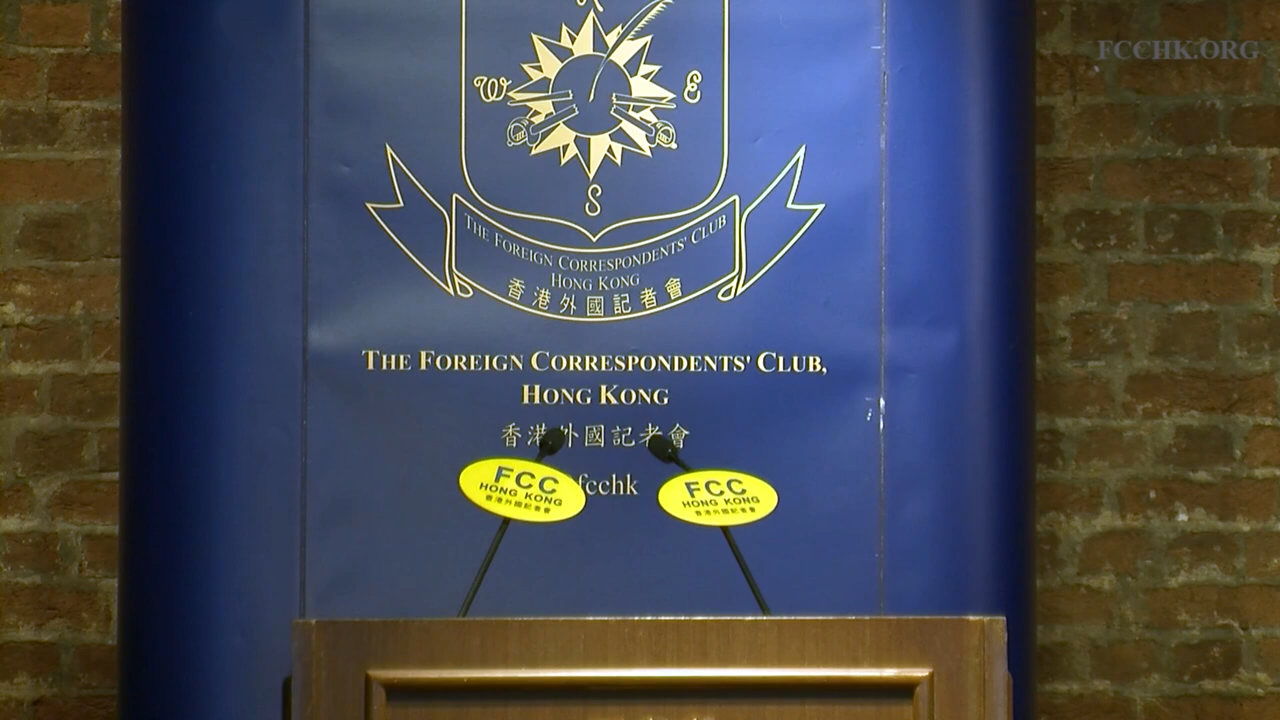 FCCHK.ORG
W
E
S
THE FOREIGN CORRESPONDENTS' CLUB
HONG KONG
香港外國記者會
THE FOREIGN CORRESPONDENTS' CLUB,
HONG KONG
香港外國記者會
fcchk
FCC
HONG KONG
香港外國記者會
FCC
HONG KONG
香港外國記者會